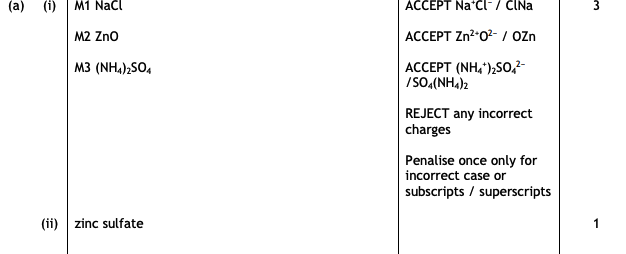 (a) (i) M1 NaCl ACCEPT Na⁺Cl⁻ / ClNa 3
M2 ZnO ACCEPT Zn²⁺O²⁻ / OZn
M3 (NH₄)₂SO₄ ACCEPT (NH₄⁺)₂SO₄²⁻
/SO₄(NH₄)₂
REJECT any incorrect
charges
Penalise once only for
incorrect case or
subscripts / superscripts
(ii) zinc sulfate 1